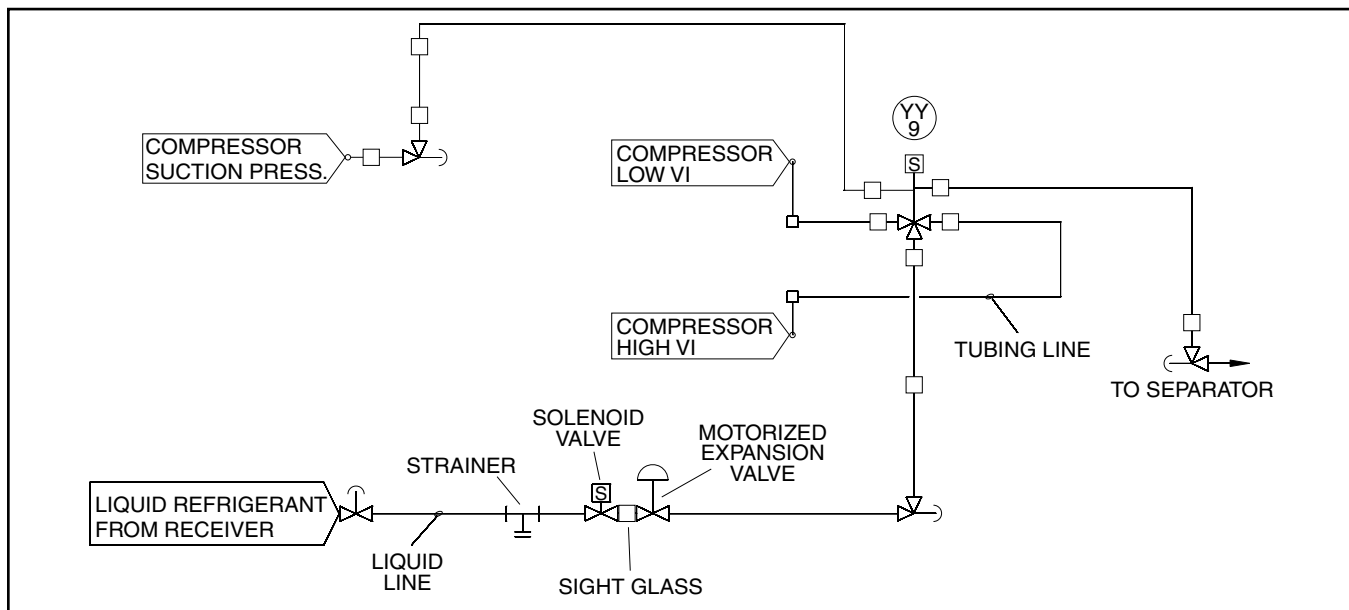 COMPRESSOR
SUCTION PRESS.
YY
9
S
COMPRESSOR
LOW VI
COMPRESSOR
HIGH VI
TUBING LINE
TO SEPARATOR
SOLENOID
VALVE
MOTORIZED
EXPANSION
VALVE
STRAINER
S
LIQUID REFRIGERANT
FROM RECEIVER
LIQUID
LINE
SIGHT GLASS